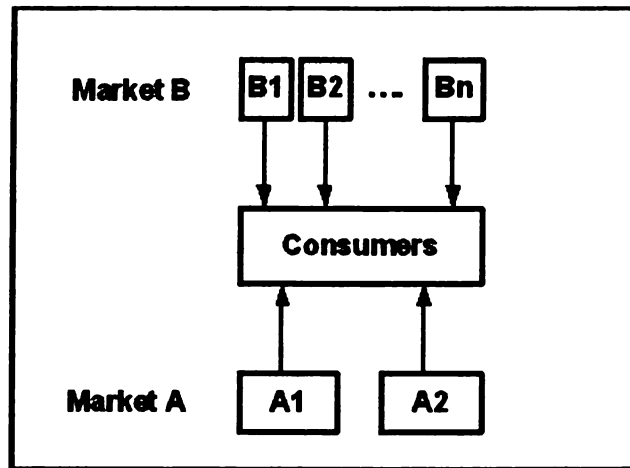 Market B B1 B2 .... Bn
Consumers
Market A A1 A2